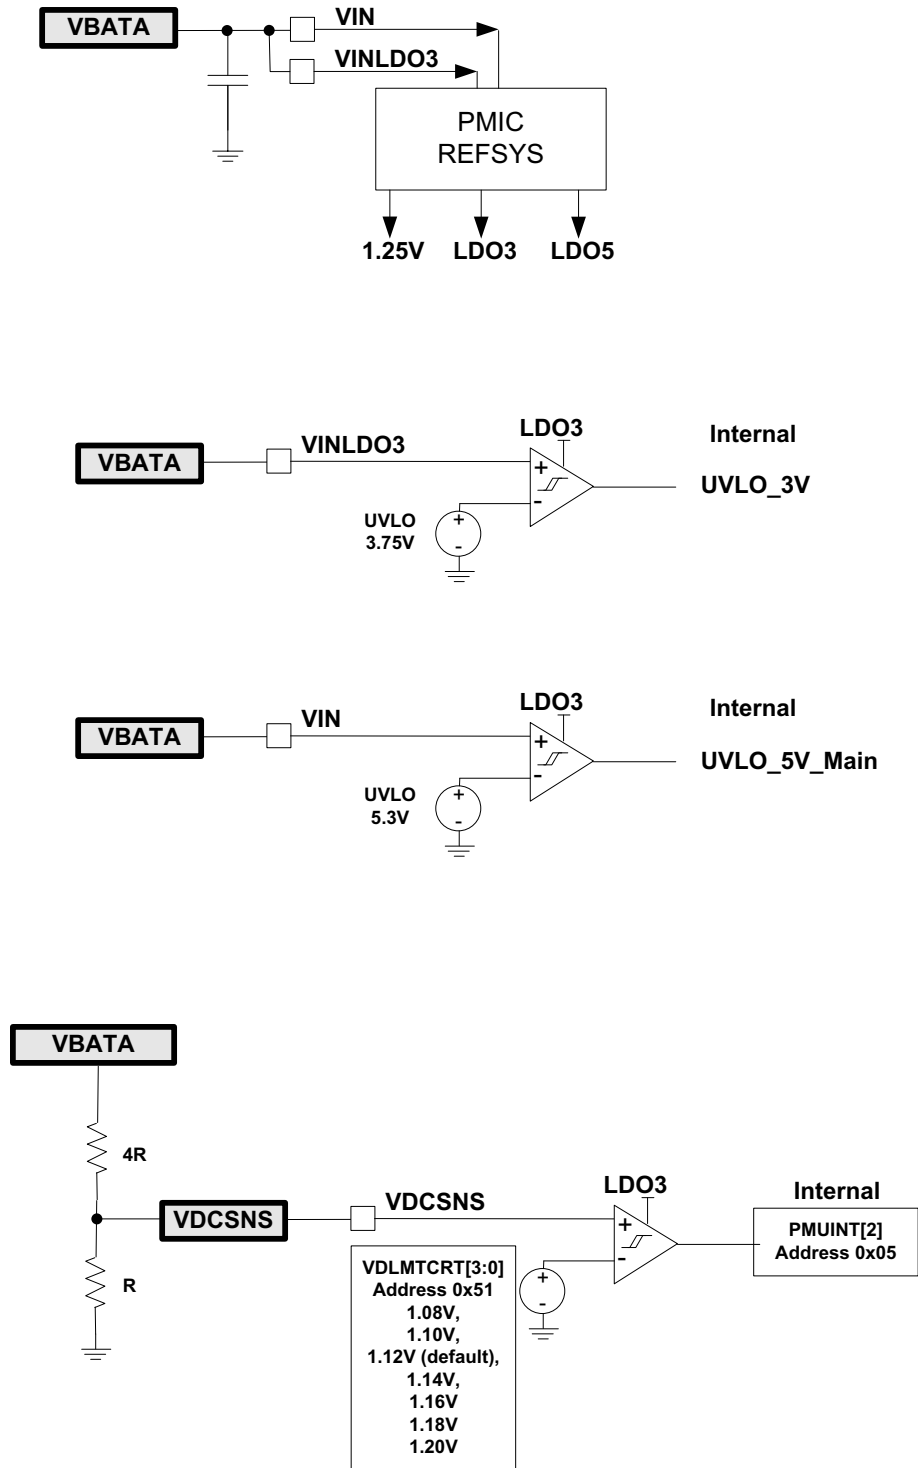 VBATA
VIN
VINLDO3
PMIC
REFSYS
1.25V
LDO3
LDO5
VBATA
VINLDO3
LDO3
Internal
+
-
UVLO_3V
UVLO
3.75V
+
-
VBATA
VIN
LDO3
Internal
+
-
UVLO_5V_Main
UVLO
5.3V
+
-
VBATA
4R
VDCSNS
VDCSNS
LDO3
+
-
Internal
PMUINT[2]
Address 0x05
R
VDLMTCRT[3:0]
Address 0x51
1.08V,
1.10V,
1.12V (default),
1.14V,
1.16V
1.18V
1.20V
+
-